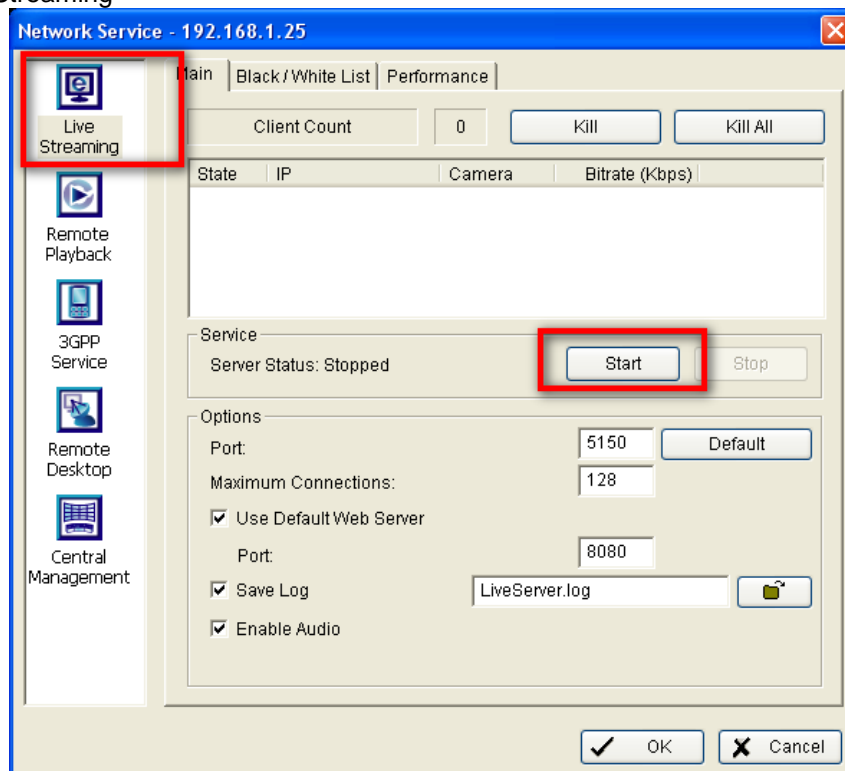 Streaming
Network Service - 192.168.1.25
Main Black / White List Performance
Live
Streaming
Client Count 0 Kill Kill All
State IP Camera Bitrate (Kbps)
Remote
Playback
3GPP
Service
Service
Server Status: Stopped Start Stop
Remote
Desktop
Options
Port: 5150 Default
Maximum Connections: 128
Use Default Web Server
Central
Management
Port: 8080
Save Log LiveServer.log
Enable Audio
OK Cancel